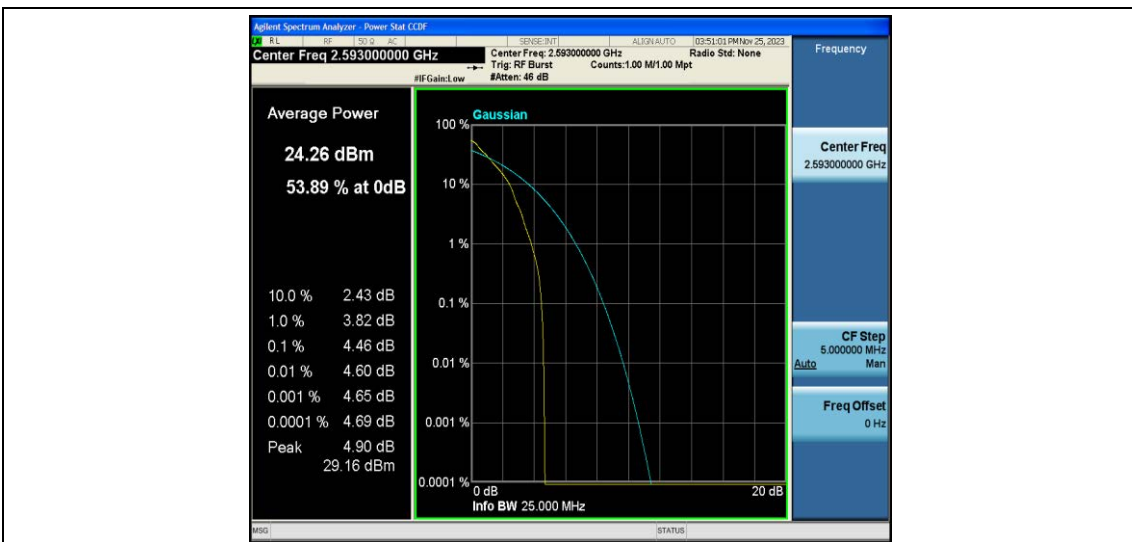 Agilent Spectrum Analyzer - Power Stat CCDF
RL RF 50 Ω AC SENSE:INT ALIGN AUTO 03:51:01 PM Nov 25, 2023
Center Freq 2.593000000 GHz
Center Freq: 2.593000000 GHz Radio Std: None
Trig: RF Burst Counts:1.00 M/1.00 Mpt
#IFGain:Low #Atten: 46 dB
Frequency
Average Power
24.26 dBm
53.89 % at 0dB
10.0 % 2.43 dB
1.0 % 3.82 dB
0.1 % 4.46 dB
0.01 % 4.60 dB
0.001 % 4.65 dB
0.0001 % 4.69 dB
Peak 4.90 dB
29.16 dBm
Gaussian
100 %
10 %
1 %
0.1 %
0.01 %
0.001 %
0.0001 %
0 dB 20 dB
Info BW 25.000 MHz
Center Freq
2.593000000 GHz
CF Step
5.000000 MHz
Auto Man
Freq Offset
0 Hz
MSG STATUS